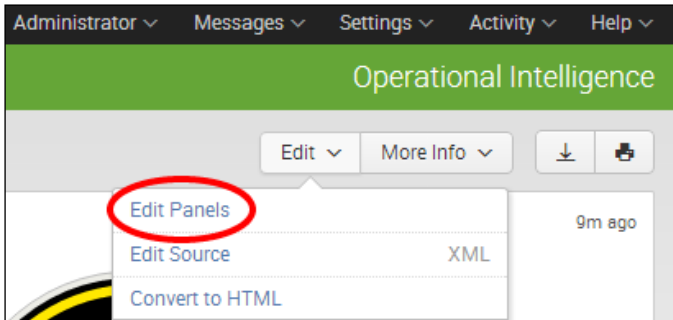 Administrator Messages Settings Activity Help
Operational Intelligence
Edit More Info
Edit Panels
9m ago
Edit Source XML
Convert to HTML